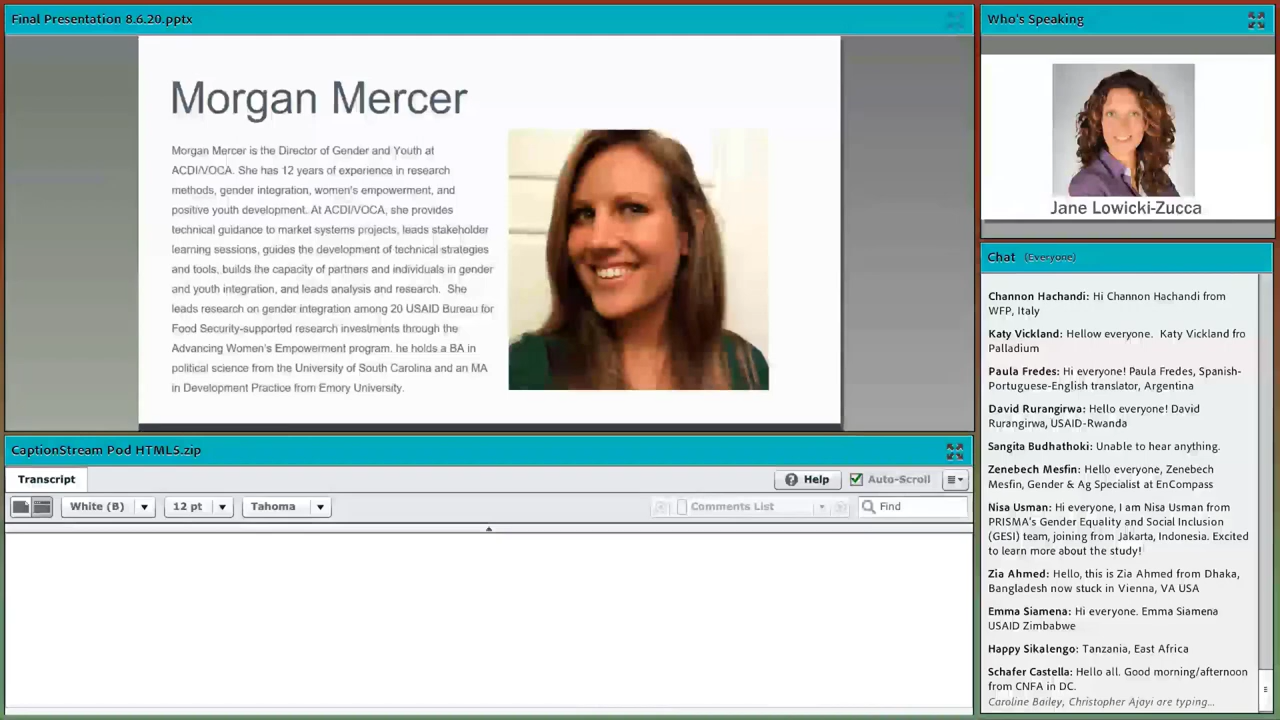 Final Presentation 8.6.20.pptx
Morgan Mercer
Morgan Mercer is the Director of Gender and Youth at
ACDI/VOCA. She has 12 years of experience in research
methods, gender integration, women's empowerment, and
positive youth development. At ACDI/VOCA, she provides
technical guidance to market systems projects, leads stakeholder
learning sessions, guides the development of technical strategies
and tools, builds the capacity of partners and individuals in gender
and youth integration, and leads analysis and research. She
leads research on gender integration among 20 USAID Bureau for
Food Security-supported research investments through the
Advancing Women's Empowerment program. he holds a BA in
political science from the University of South Carolina and an MA
in Development Practice from Emory University.
Who's Speaking
Jane Lowicki-Zucca
Chat (Everyone)
Channon Hachandi: Hi Channon Hachandi from
WFP, Italy
Katy Vickland: Hellow everyone. Katy Vickland fro
Palladium
Paula Fredes: Hi everyone! Paula Fredes, Spanish-
Portuguese-English translator, Argentina
David Rurangirwa: Hello everyone! David
Rurangirwa, USAID-Rwanda
Sangita Budhathoki: Unable to hear anything.
Zenebech Mesfin: Hello everyone, Zenebech
Mesfin, Gender & Ag Specialist at EnCompass
Nisa Usman: Hi everyone, I am Nisa Usman from
PRISMA's Gender Equality and Social Inclusion
(GESI) team, joining from Jakarta, Indonesia. Excited
to learn more about the study!
Zia Ahmed: Hello, this is Zia Ahmed from Dhaka,
Bangladesh now stuck in Vienna, VA USA
Emma Siamena: Hi everyone. Emma Siamena
USAID Zimbabwe
Happy Sikalengo: Tanzania, East Africa
Schafer Castella: Hello all. Good morning/afternoon
from CNFA in DC.
Caroline Bailey, Christopher Ajayi are typing...
CaptionStream Pod HTML5.zip
Transcript
Help
Auto-Scroll
White (B)
12 pt
Tahoma
Comments List
Find